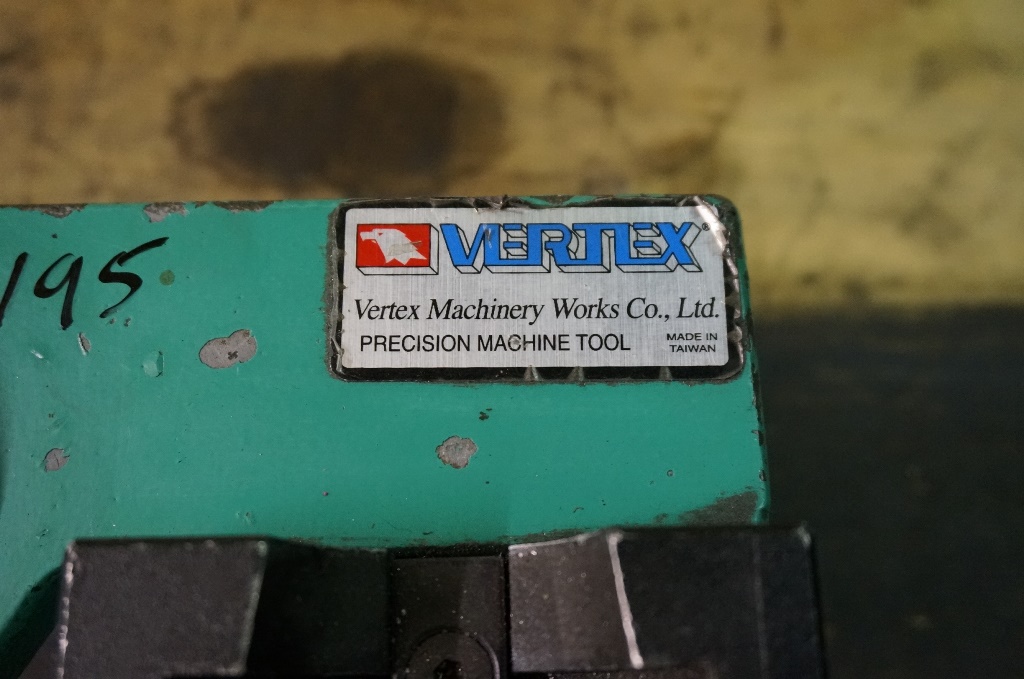 195
VERTEX®
Vertex Machinery Works Co., Ltd.
PRECISION MACHINE TOOL
MADE IN
TAIWAN